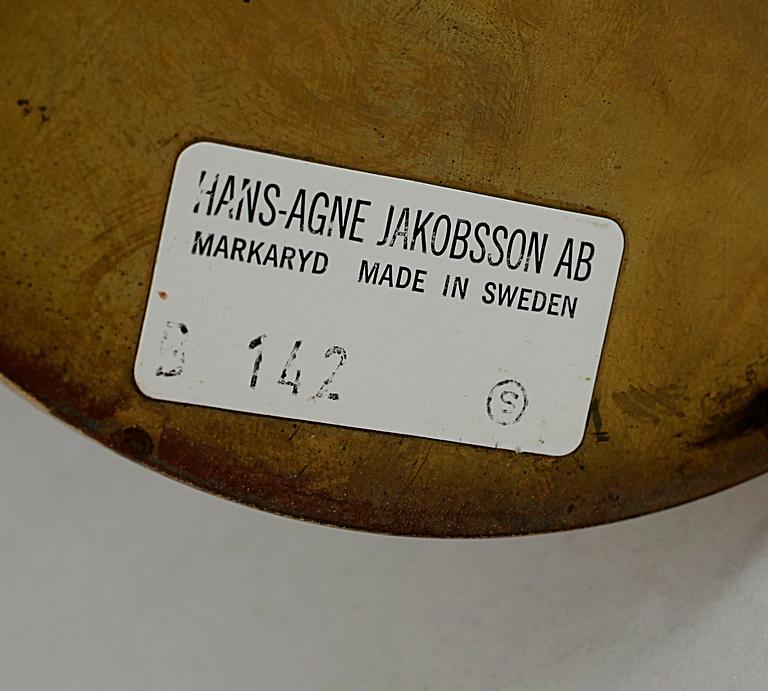 HANS-AGNE JAKOBSSON AB
MARKARYD MADE IN SWEDEN
B 142 Ⓢ